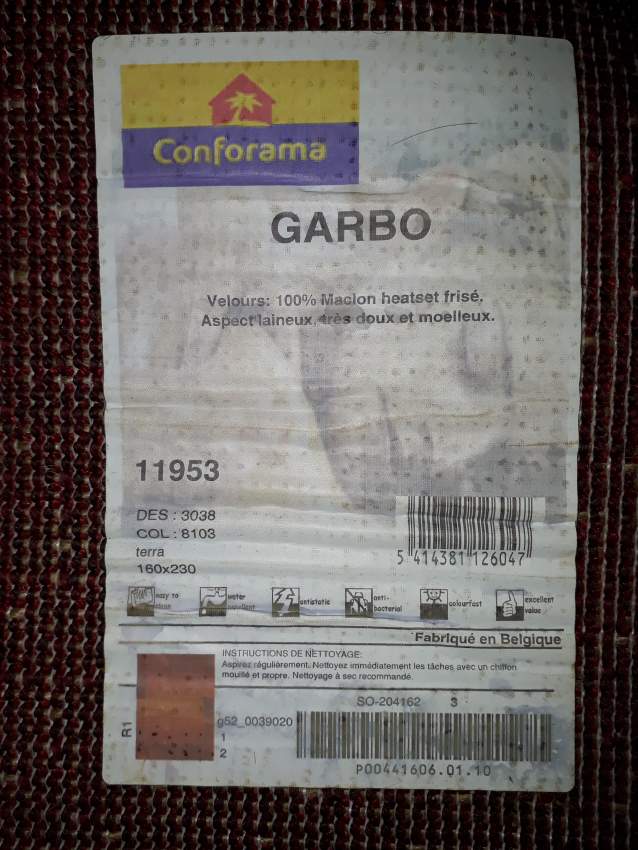 Conforama
GARBO
Velours: 100% Maclon heatset frisé.
Aspect laineux, très doux et moelleux.
11953
DES : 3038
COL : 8103
terra
160x230
5 414381 126047
easy to
clean
water
repellent
antistatic
anti-
bacterial
colourfast
excellent
value
Fabriqué en Belgique
INSTRUCTIONS DE NETTOYAGE:
Aspirez régulièrement. Nettoyez immédiatement les tâches avec un chiffon
mouillé et propre. Nettoyage à sec recommandé.
SO-204162 3
R1
g52_0039020
1
2
P00441606.01.10